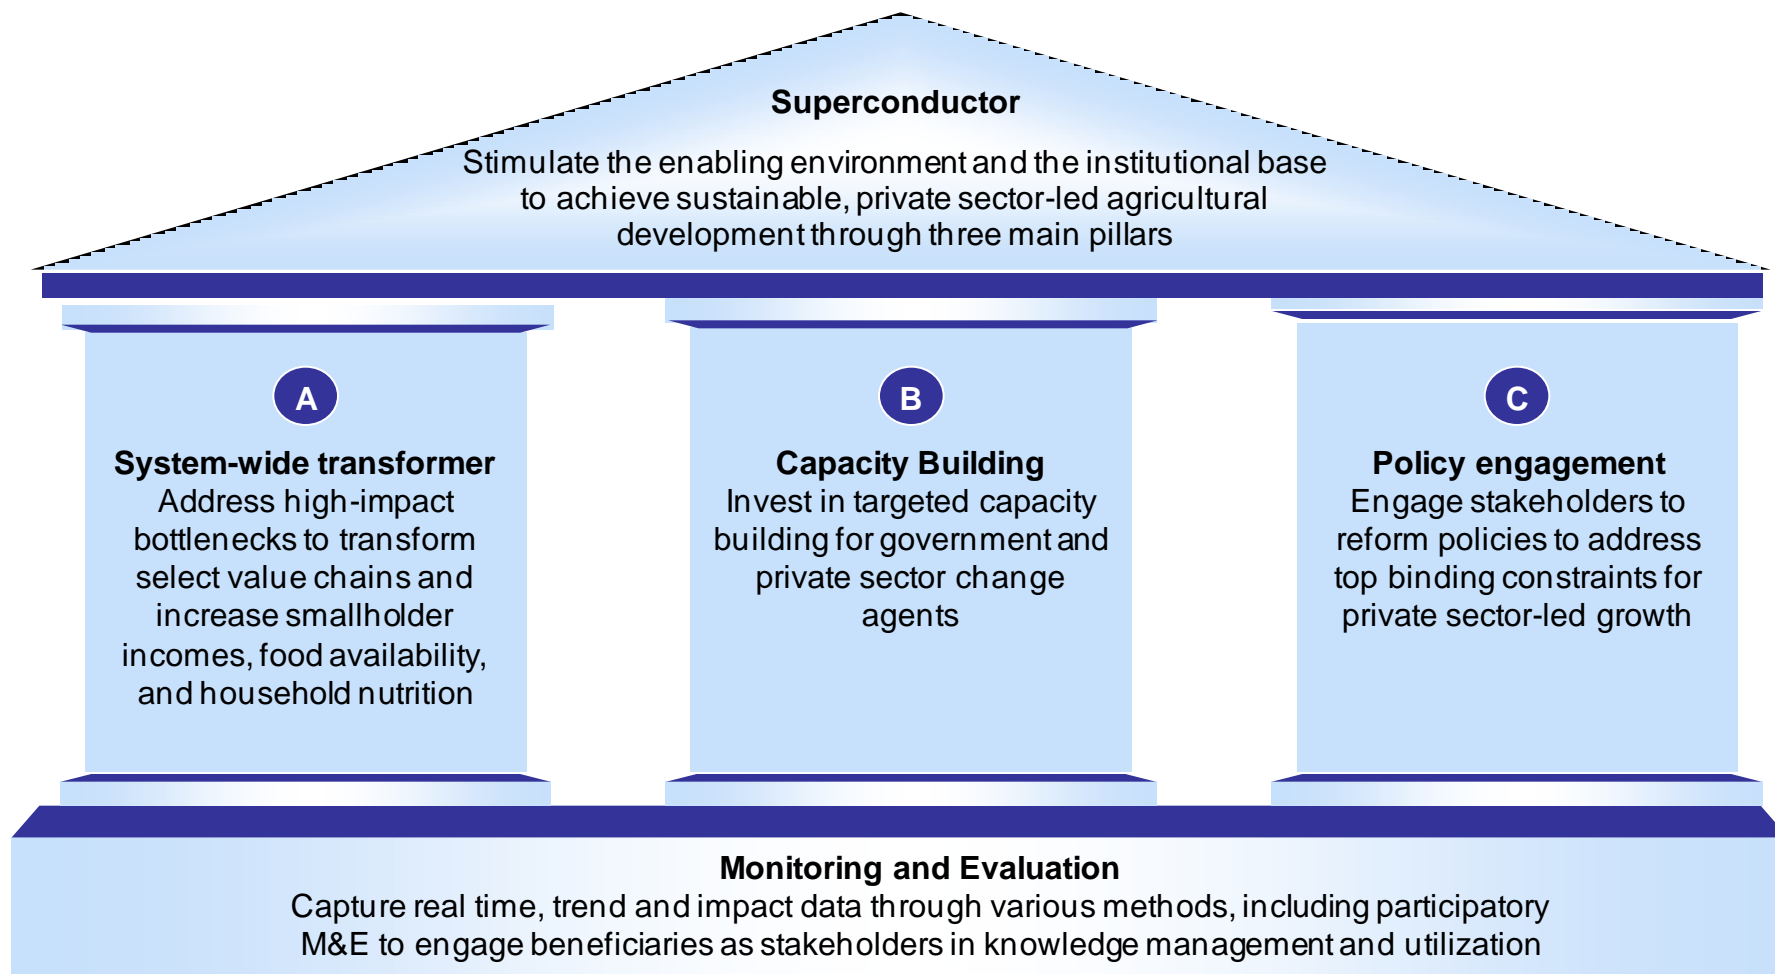 Superconductor
Stimulate the enabling environment and the institutional base
to achieve sustainable, private sector-led agricultural
development through three main pillars
A
System-wide transformer
Address high-impact
bottlenecks to transform
select value chains and
increase smallholder
incomes, food availability,
and household nutrition
B
Capacity Building
Invest in targeted capacity
building for government and
private sector change
agents
C
Policy engagement
Engage stakeholders to
reform policies to address
top binding constraints for
private sector-led growth
Monitoring and Evaluation
Capture real time, trend and impact data through various methods, including participatory
M&E to engage beneficiaries as stakeholders in knowledge management and utilization